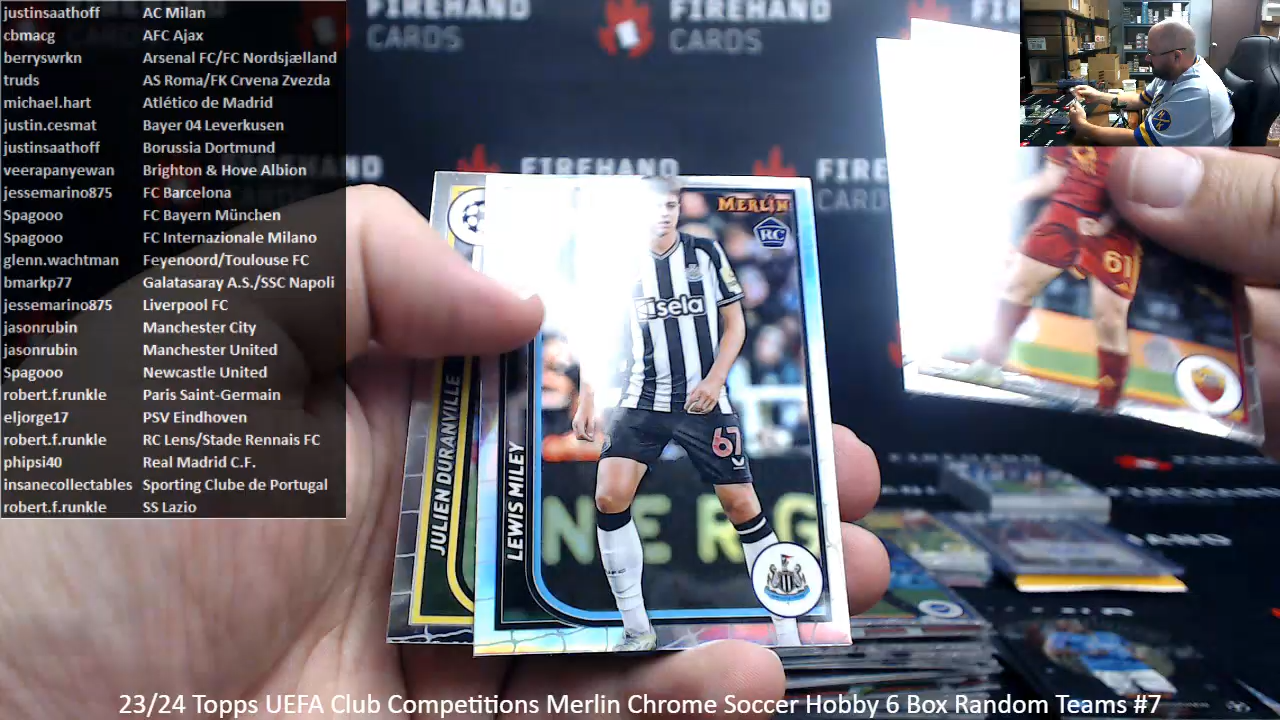 justinsaathoff AC Milan
cbmacg AFC Ajax
berryswrkn Arsenal FC/FC Nordsjælland
truds AS Roma/FK Crvena Zvezda
michael.hart Atlético de Madrid
justin.cesmat Bayer 04 Leverkusen
justinsaathoff Borussia Dortmund
veerapanyewan Brighton & Hove Albion
jessemarino875 FC Barcelona
Spagooo FC Bayern München
Spagooo FC Internazionale Milano
glenn.wachtman Feyenoord/Toulouse FC
bmarkp77 Galatasaray A.S./SSC Napoli
jessemarino875 Liverpool FC
jasonrubin Manchester City
jasonrubin Manchester United
Spagooo Newcastle United
robert.f.runkle Paris Saint-Germain
eljorge17 PSV Eindhoven
robert.f.runkle RC Lens/Stade Rennais FC
phipsi40 Real Madrid C.F.
insanecollectables Sporting Clube de Portugal
robert.f.runkle SS Lazio
FIREHAND CARDS
FIREHAND CARDS
FIREHAND
FIREHAND
MERLIN
RC
sela
67
61
NERG
JULIEN DURANVILLE
LEWIS MILEY
23/24 Topps UEFA Club Competitions Merlin Chrome Soccer Hobby 6 Box Random Teams #7